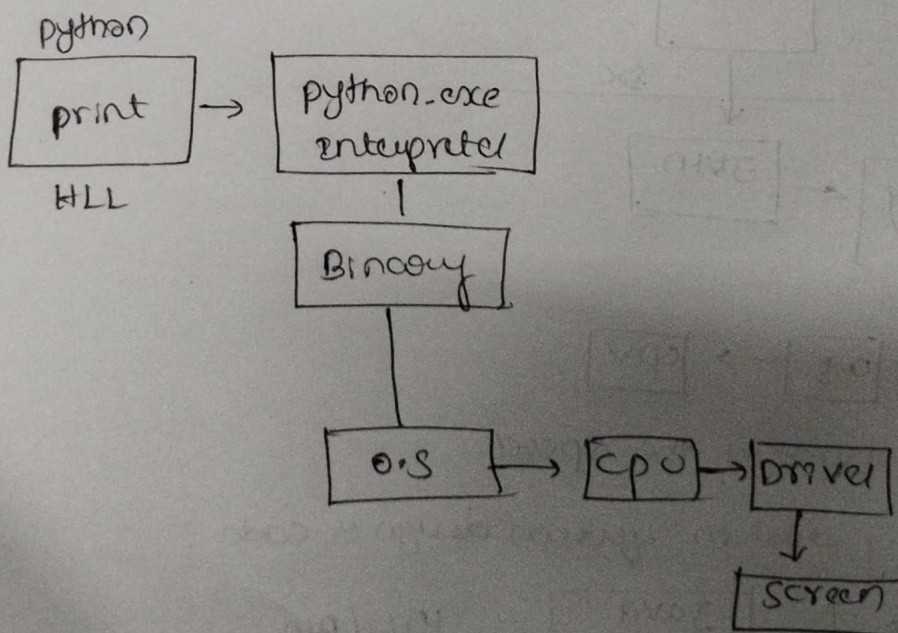 python
print
HLL
python.exe
interpreter
Binary
O.S
CPU
Driver
Screen